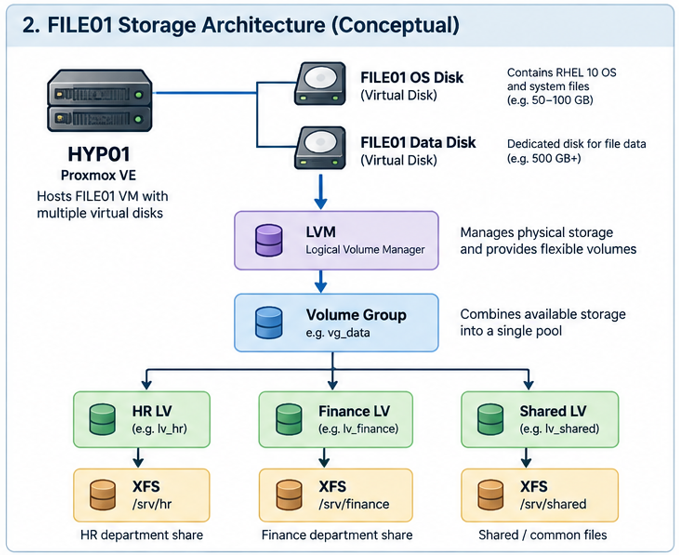 2. FILE01 Storage Architecture (Conceptual)
FILE01 OS Disk
(Virtual Disk)
Contains RHEL 10 OS
and system files
(e.g. 50–100 GB)
HYP01
Proxmox VE
Hosts FILE01 VM with
multiple virtual disks
FILE01 Data Disk
(Virtual Disk)
Dedicated disk for file data
(e.g. 500 GB+)
LVM
Logical Volume Manager
Manages physical storage
and provides flexible volumes
Volume Group
e.g. vg_data
Combines available storage
into a single pool
HR LV
(e.g. lv_hr)
Finance LV
(e.g. lv_finance)
Shared LV
(e.g. lv_shared)
XFS
/srv/hr
XFS
/srv/finance
XFS
/srv/shared
HR department share
Finance department share
Shared / common files